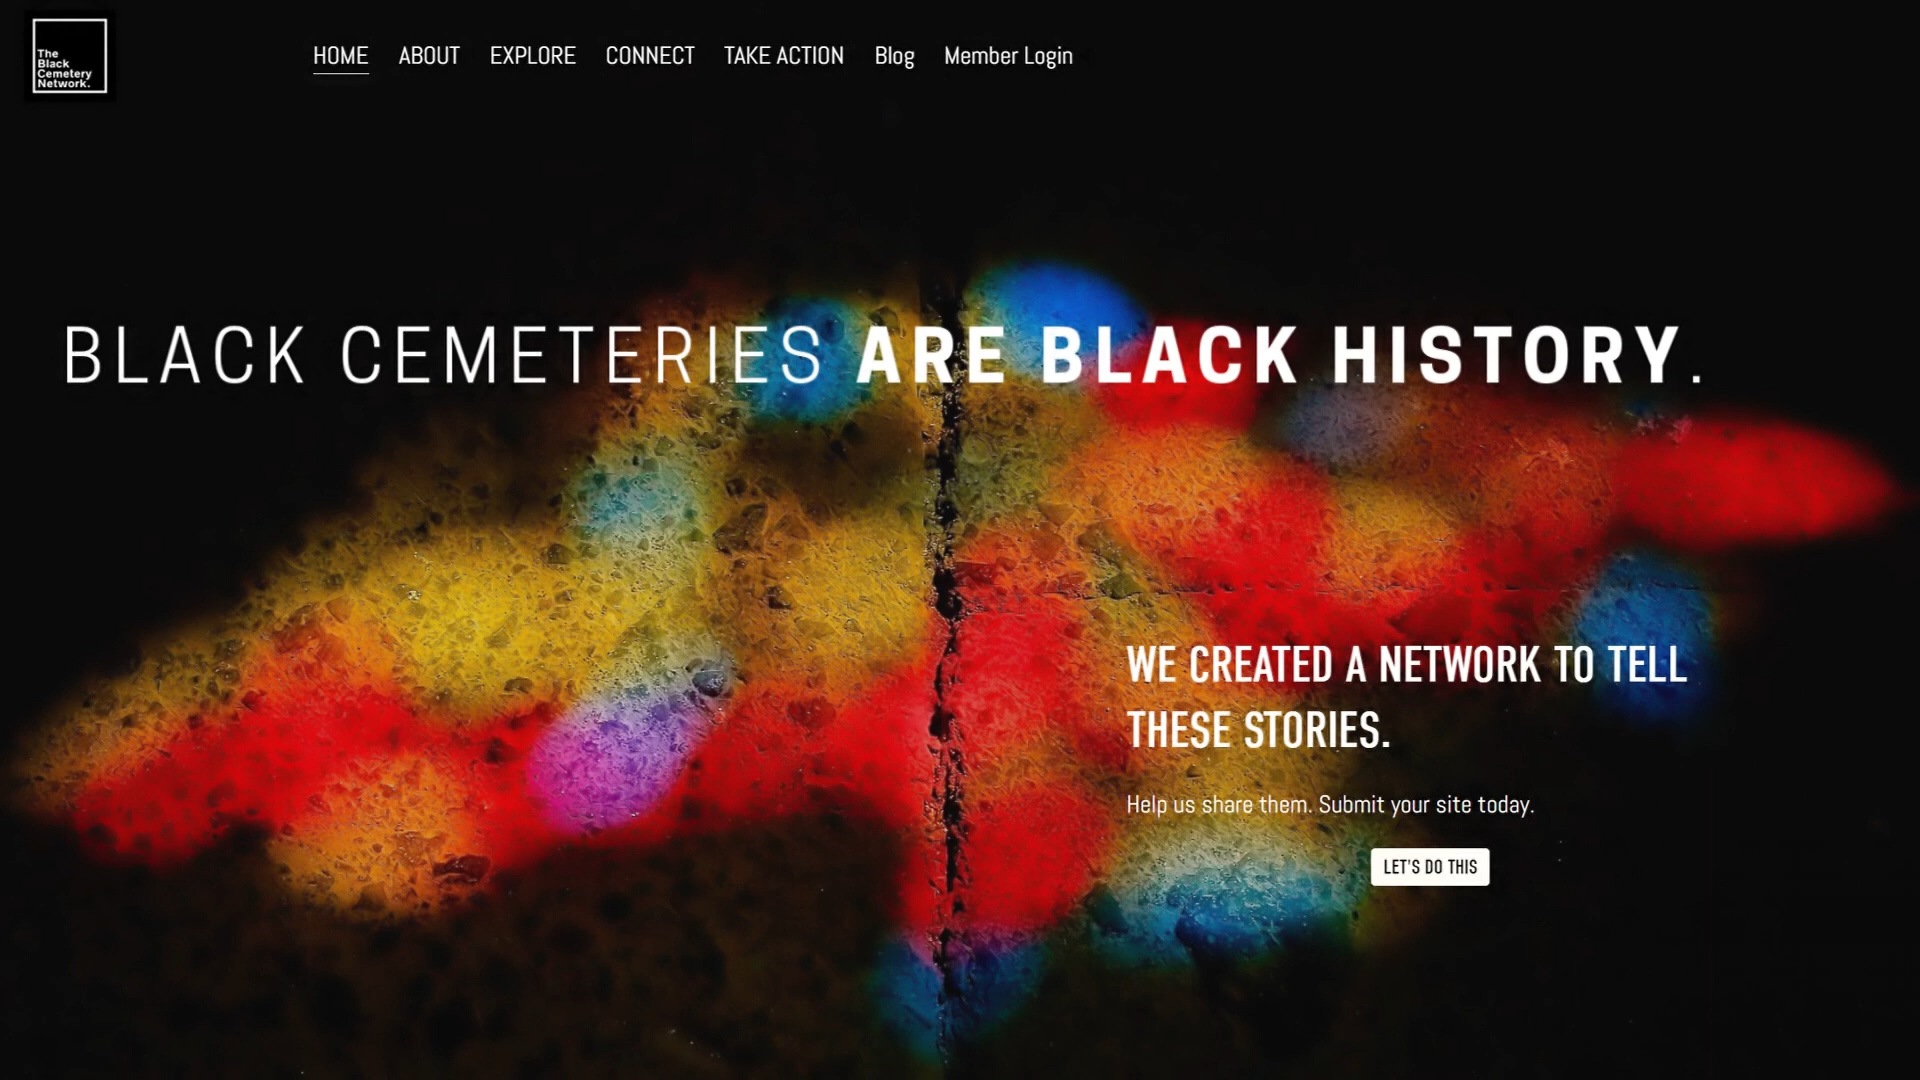 The
Black
Cemetery
Network.
HOME ABOUT EXPLORE CONNECT TAKE ACTION Blog Member Login
BLACK CEMETERIES ARE BLACK HISTORY.
WE CREATED A NETWORK TO TELL
THESE STORIES.
Help us share them. Submit your site today.
LET'S DO THIS